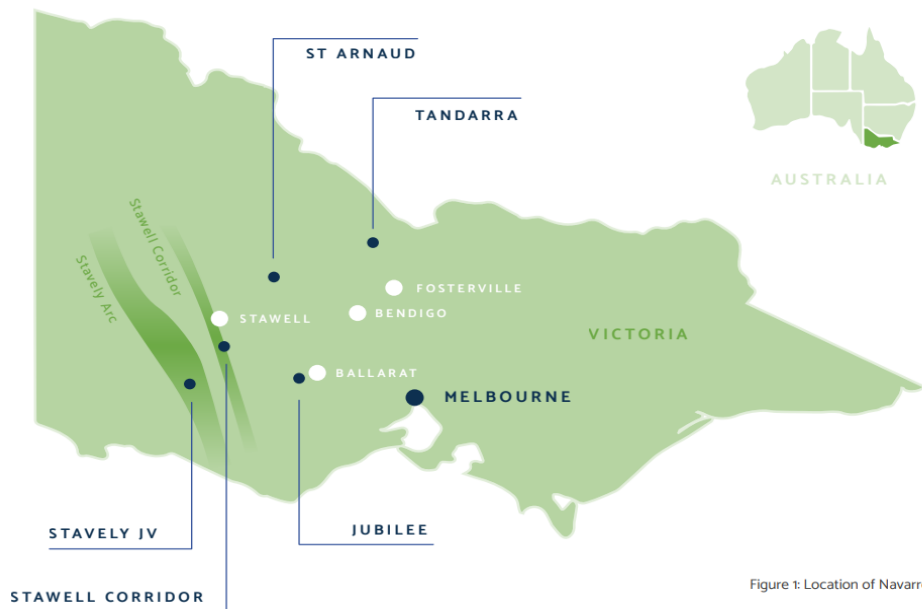 ST ARNAUD
TANDARRA
AUSTRALIA
Stawell Corridor
Stavely Arc
FOSTERVILLE
BENDIGO
STAWELL
VICTORIA
BALLARAT
MELBOURNE
STAVELY JV
JUBILEE
STAWELL CORRIDOR
Figure 1: Location of